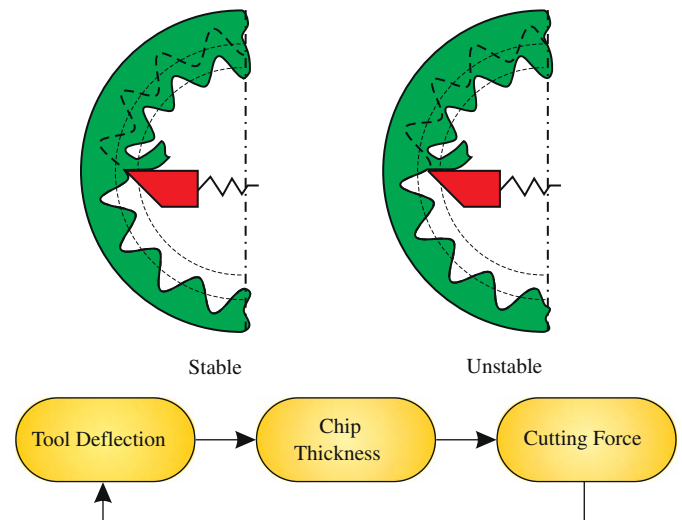 Stable
Unstable
Tool Deflection
Chip
Thickness
Cutting Force